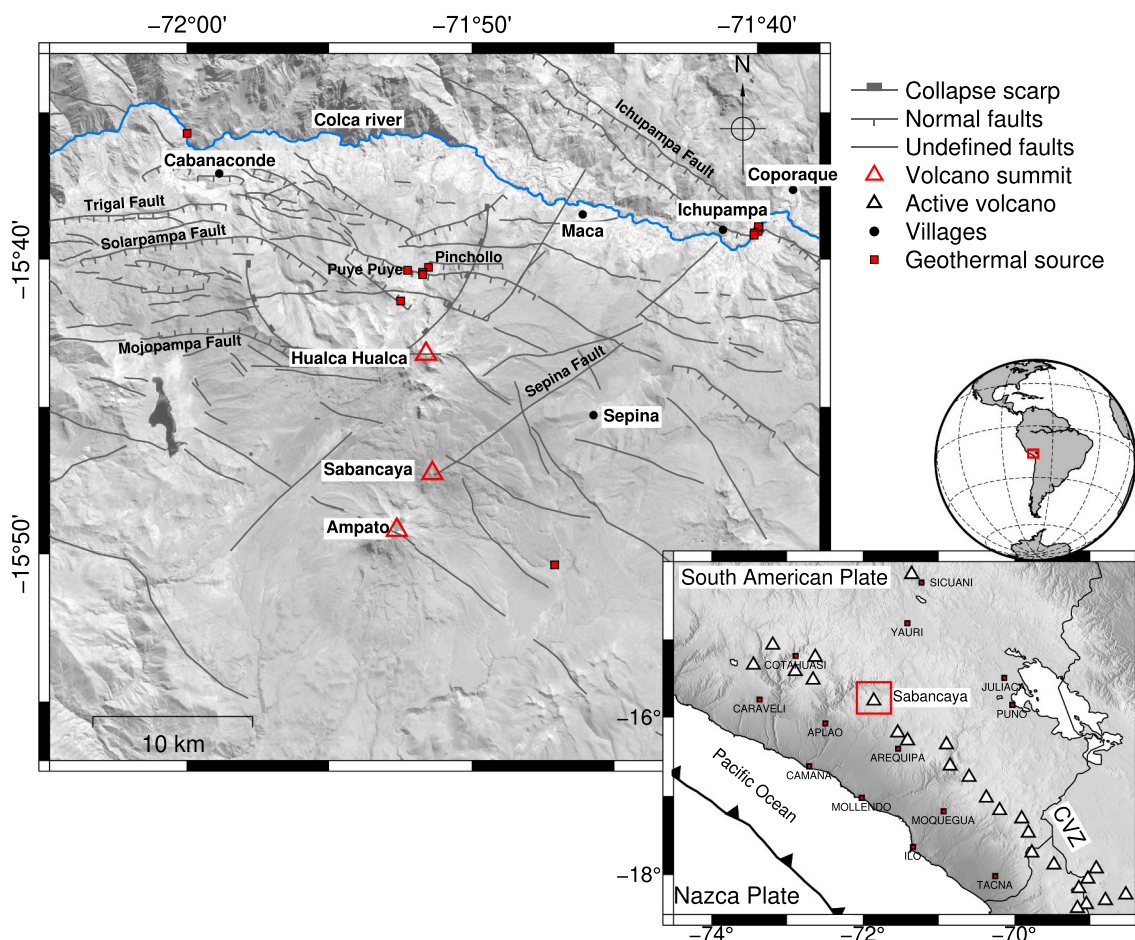 −72°00'
−71°50'
−71°40'
N
Colca river
Ichupampa Fault
Cabanaconde
Coporaque
Trigal Fault
Ichupampa
Maca
Solarpampa Fault
−15°40'
Pinchollo
Puye Puye
Mojopampa Fault
Hualca Hualca
Sepina Fault
Sepina
Sabancaya
Ampato
−15°50'
10 km
Collapse scarp
Normal faults
Undefined faults
Volcano summit
Active volcano
Villages
Geothermal source
South American Plate
SICUANI
YAURI
COTAHUASI
JULIACA
Sabancaya
CARAVELI
PUNO
−16°
APLAO
AREQUIPA
Pacific Ocean
CAMANA
MOLLENDO
MOQUEGUA
CVZ
ILO
−18°
TACNA
Nazca Plate
−74°
−72°
−70°